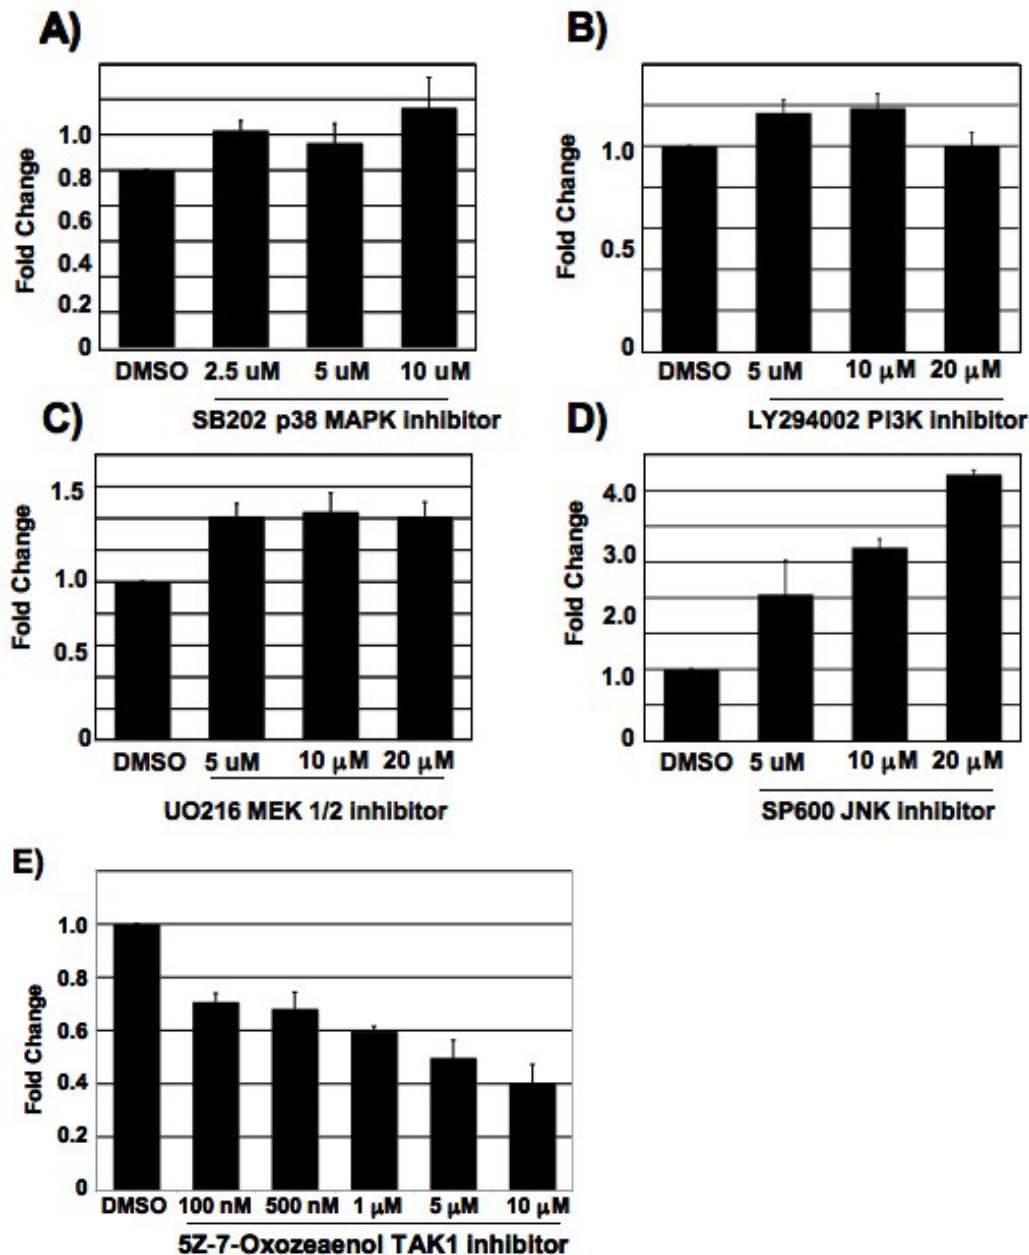 A)
Fold Change
1.0
0.8
0.6
0.4
0.2
0
DMSO 2.5 uM 5 uM 10 uM
SB202 p38 MAPK inhibitor
B)
Fold Change
1.0
0.5
0
DMSO 5 uM 10 μM 20 μM
LY294002 PI3K inhibitor
C)
Fold Change
1.5
1.0
0.5
0
DMSO 5 uM 10 μM 20 μM
UO216 MEK 1/2 inhibitor
D)
Fold Change
4.0
3.0
2.0
1.0
0
DMSO 5 uM 10 μM 20 μM
SP600 JNK inhibitor
E)
Fold Change
1.0
0.8
0.6
0.4
0.2
0
DMSO 100 nM 500 nM 1 μM 5 μM 10 μM
5Z-7-Oxozeaenol TAK1 inhibitor